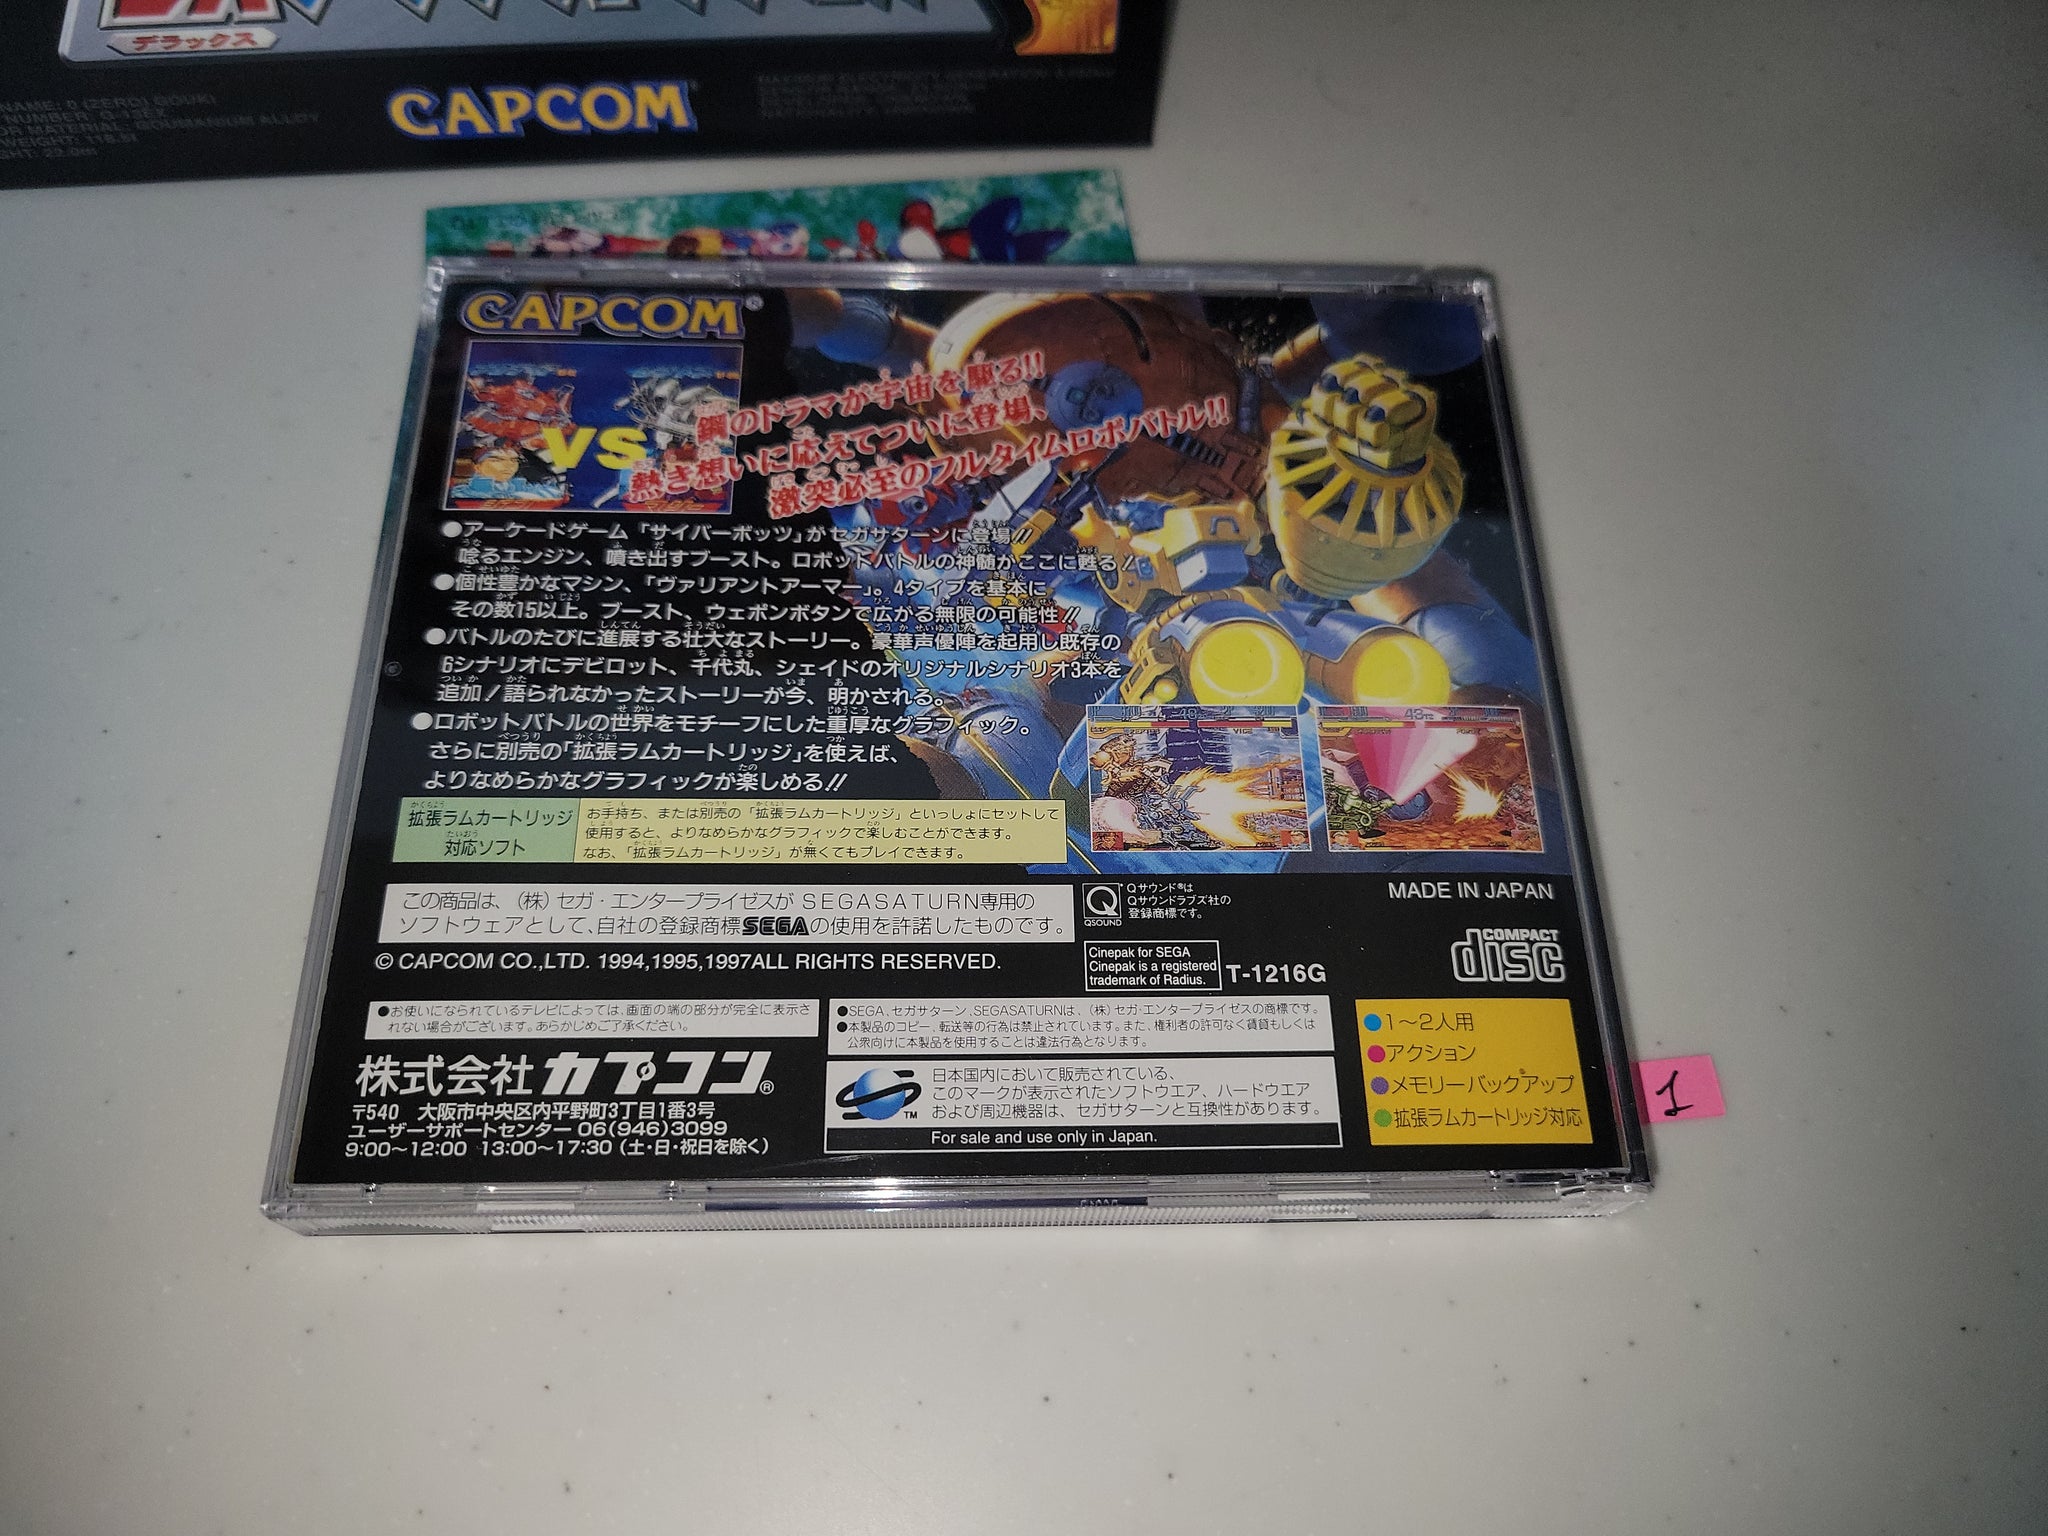 デラックス
CAPCOM
NAME: 0 (ZERO) GOUKI
WEIGHT: 118.5t
CAPCOM®
VS
鋼のドラマが宇宙を駆る!!
熱き想いに応えてついに登場、
激突必至のフルタイムロボバトル!!
●アーケードゲーム「サイバーボッツ」がセガサターンに登場!!
唸るエンジン、噴き出すブースト。ロボットバトルの神髄がここに甦る!
●個性豊かなマシン、「ヴァリアントアーマー」。4タイプを基本に
その数15以上。ブースト、ウェポンボタンで広がる無限の可能性!!
●バトルのたびに進展する壮大なストーリー。豪華声優陣を起用し既存の
6シナリオにデビロット、千代丸、シェイドのオリジナルシナリオ3本を
追加!語られなかったストーリーが今、明かされる。
●ロボットバトルの世界をモチーフにした重厚なグラフィック。
さらに別売の「拡張ラムカートリッジ」を使えば、
よりなめらかなグラフィックが楽しめる!!
拡張ラムカートリッジ
対応ソフト
お手持ち、または別売の「拡張ラムカートリッジ」といっしょにセットして
使用すると、よりなめらかなグラフィックで楽しむことができます。
なお、「拡張ラムカートリッジ」が無くてもプレイできます。
この商品は、(株)セガ・エンタープライゼスがSEGASATURN専用の
ソフトウェアとして、自社の登録商標SEGAの使用を許諾したものです。
Q
QSOUND
Qサウンド®は
Qサウンドラブズ社の
登録商標です。
MADE IN JAPAN
© CAPCOM CO.,LTD. 1994,1995,1997ALL RIGHTS RESERVED.
Cinepak for SEGA
Cinepak is a registered
trademark of Radius.
T-1216G
COMPACT
disc
●お使いになられているテレビによっては、画面の端の部分が完全に表示さ
れない場合がございます。あらかじめご了承ください。
●SEGA、セガサターン、SEGASATURNは、(株)セガ・エンタープライゼスの商標です。
●本製品のコピー、転送等の行為は禁止されています。また、権利者の許可なく賃貸もしくは
公衆向けに本製品を使用することは違法行為となります。
株式会社カプコン®
〒540 大阪市中央区内平野町3丁目1番3号
ユーザーサポートセンター 06(946)3099
9:00〜12:00 13:00〜17:30 (土・日・祝日を除く)
TM
日本国内において販売されている、
このマークが表示されたソフトウエア、ハードウエア
および周辺機器は、セガサターンと互換性があります。
For sale and use only in Japan.
●1〜2人用
●アクション
●メモリーバックアップ
●拡張ラムカートリッジ対応
1